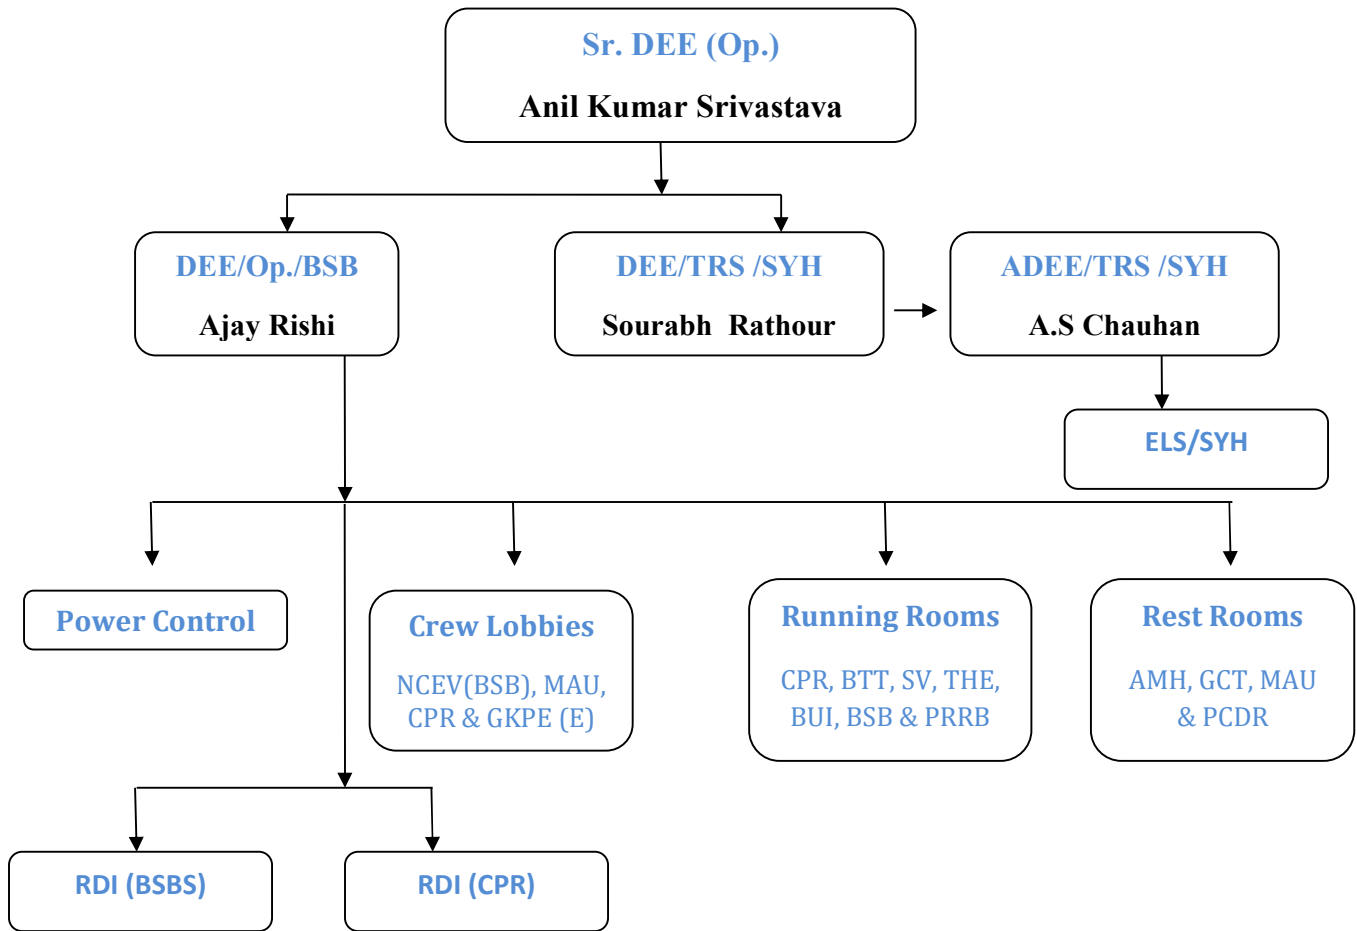 Sr. DEE (Op.)
Anil Kumar Srivastava
DEE/Op./BSB
Ajay Rishi
DEE/TRS /SYH
Sourabh Rathour
ADEE/TRS /SYH
A.S Chauhan
ELS/SYH
Power Control
Crew Lobbies
NCEV(BSB), MAU,
CPR & GKPE (E)
Running Rooms
CPR, BTT, SV, THE,
BUI, BSB & PRRB
Rest Rooms
AMH, GCT, MAU
& PCDR
RDI (BSBS)
RDI (CPR)